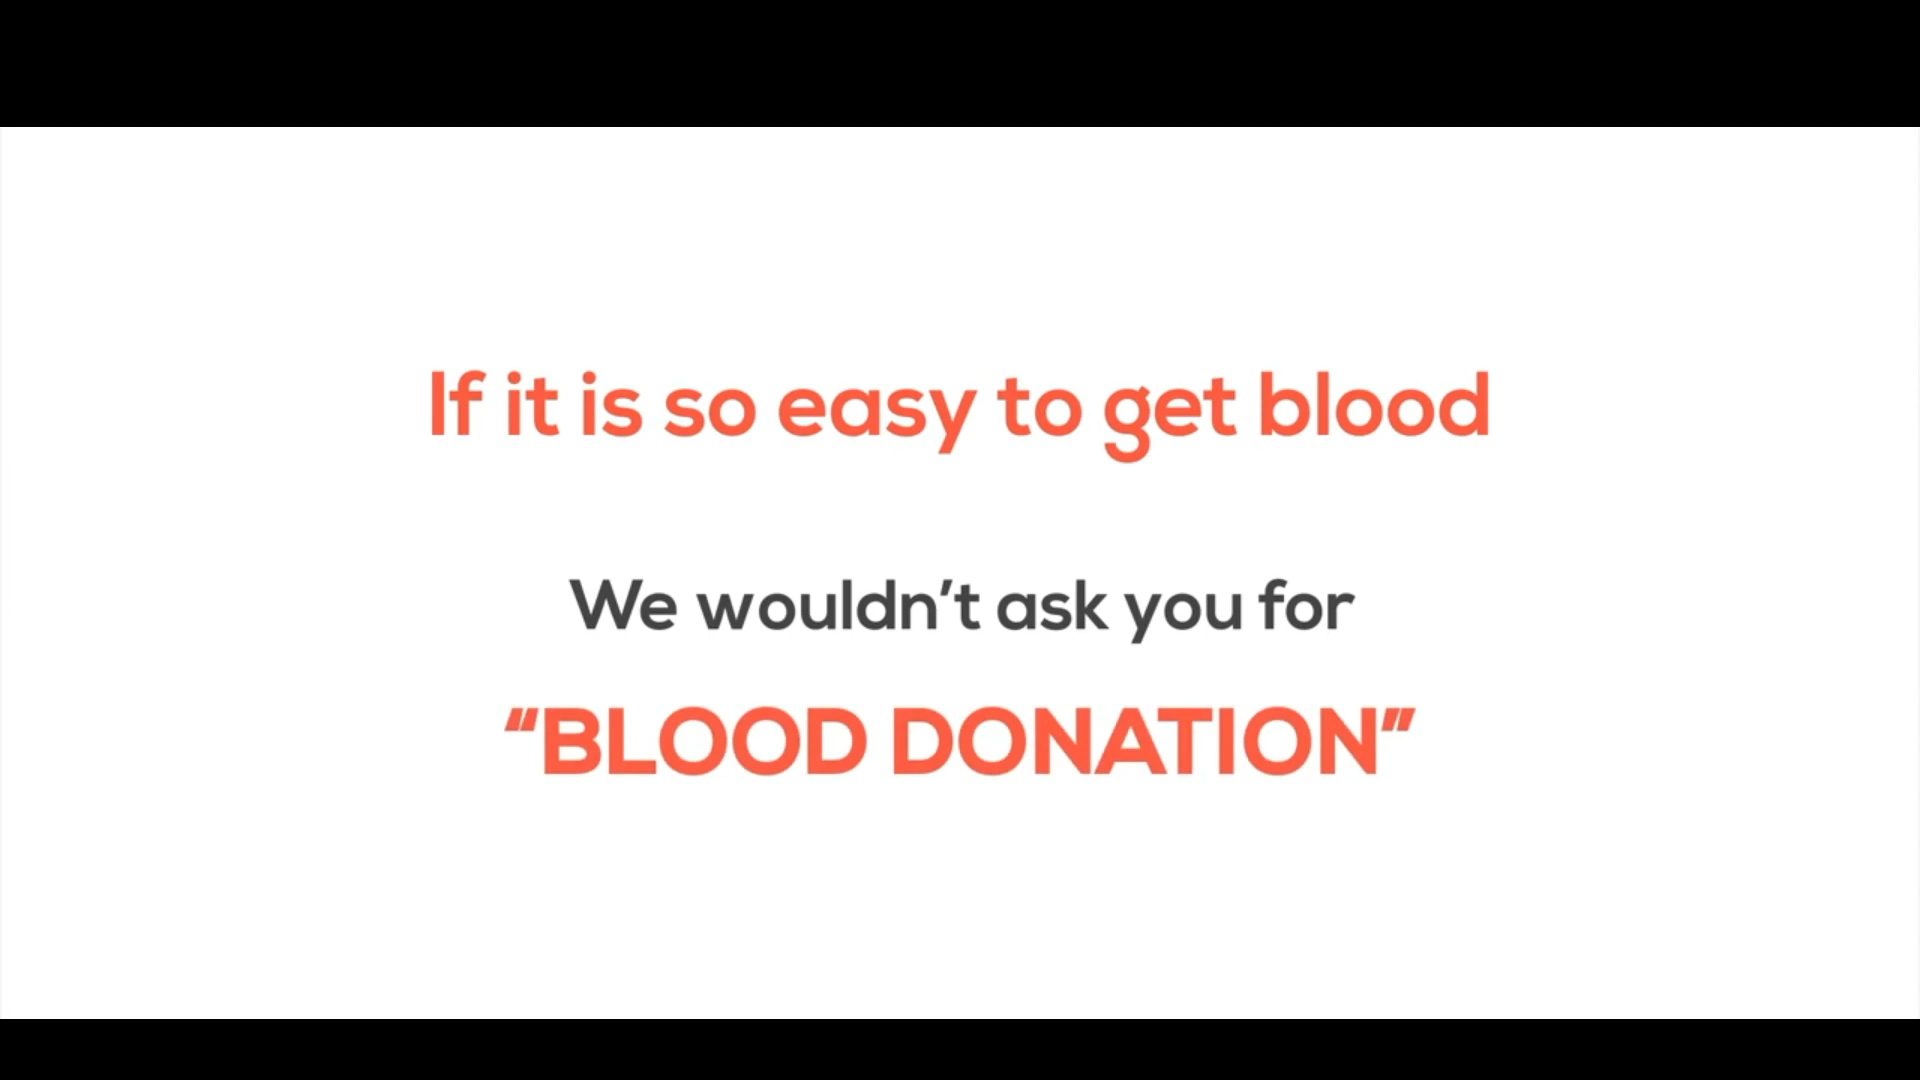 If it is so easy to get blood
We wouldn’t ask you for
“BLOOD DONATION”